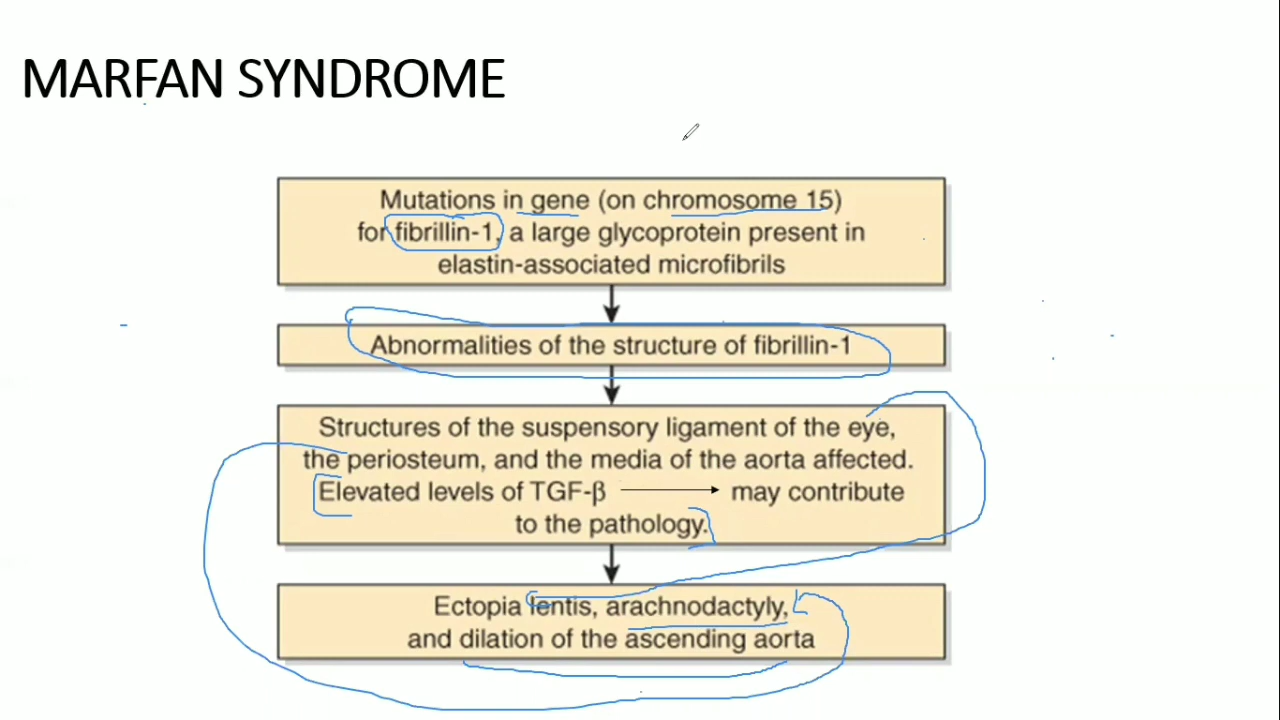 MARFAN SYNDROME
Mutations in gene (on chromosome 15)
for fibrillin-1, a large glycoprotein present in
elastin-associated microfibrils
Abnormalities of the structure of fibrillin-1
Structures of the suspensory ligament of the eye,
the periosteum, and the media of the aorta affected.
Elevated levels of TGF-β → may contribute
to the pathology.
Ectopia lentis, arachnodactyly,
and dilation of the ascending aorta